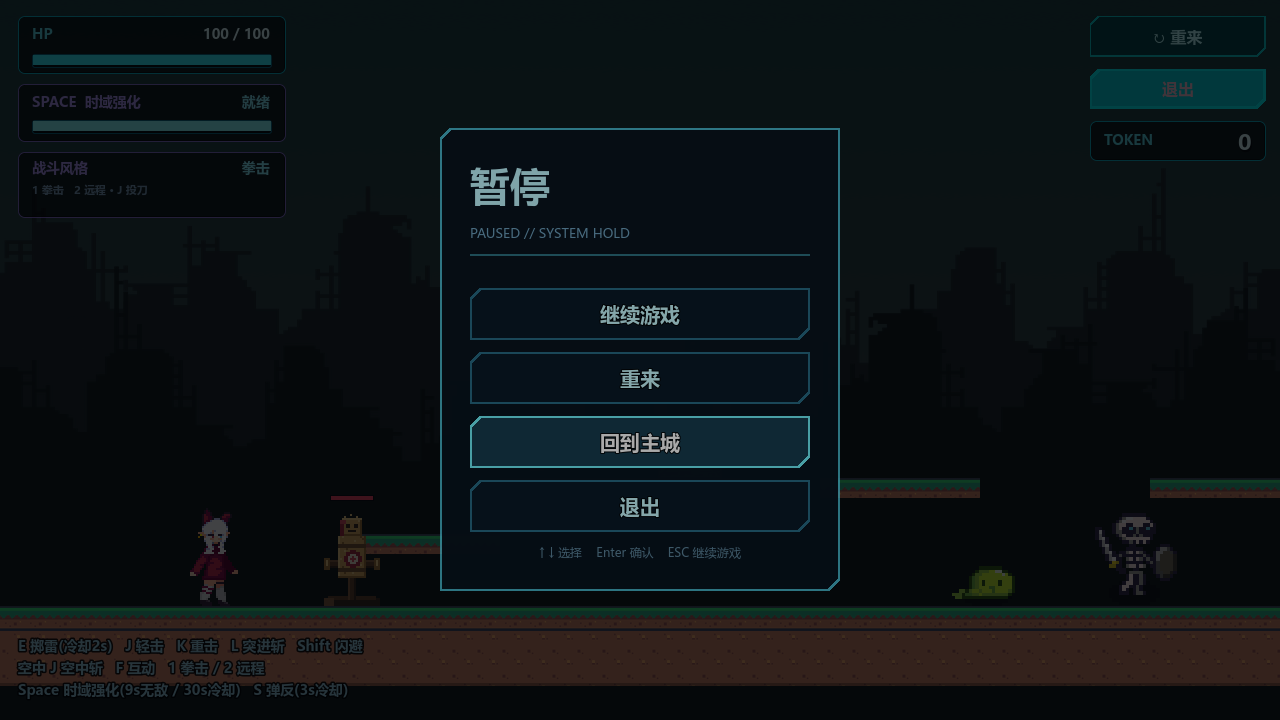 HP 100 / 100
SPACE 时域强化 就绪
战斗风格 拳击
1 拳击 2 远程 • J 投刀
↻ 重来
退出
TOKEN 0
暂停
PAUSED // SYSTEM HOLD
继续游戏
重来
回到主城
退出
↑↓ 选择 Enter 确认 ESC 继续游戏
E 掷雷(冷却2s) J 轻击 K 重击 L 突进斩 Shift 闪避
空中 J 空中斩 F 互动 1 拳击 / 2 远程
Space 时域强化(9s无敌 / 30s冷却) S 弹反(3s冷却)